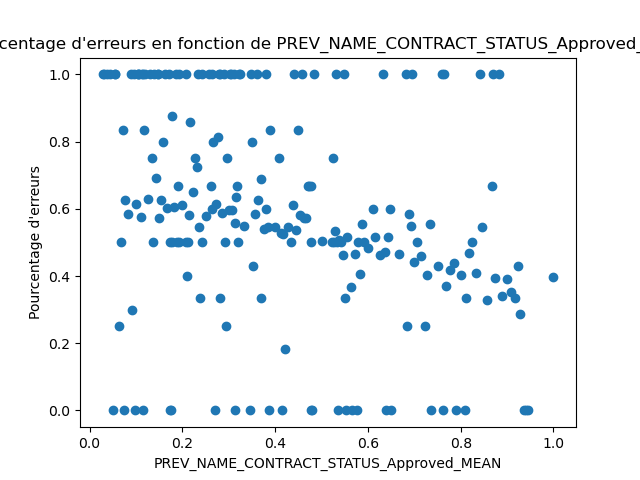 centage d'erreurs en fonction de PREV_NAME_CONTRACT_STATUS_Approved_
1.0
0.8
0.6
0.4
0.2
0.0
Pourcentage d'erreurs
0.0 0.2 0.4 0.6 0.8 1.0
PREV_NAME_CONTRACT_STATUS_Approved_MEAN